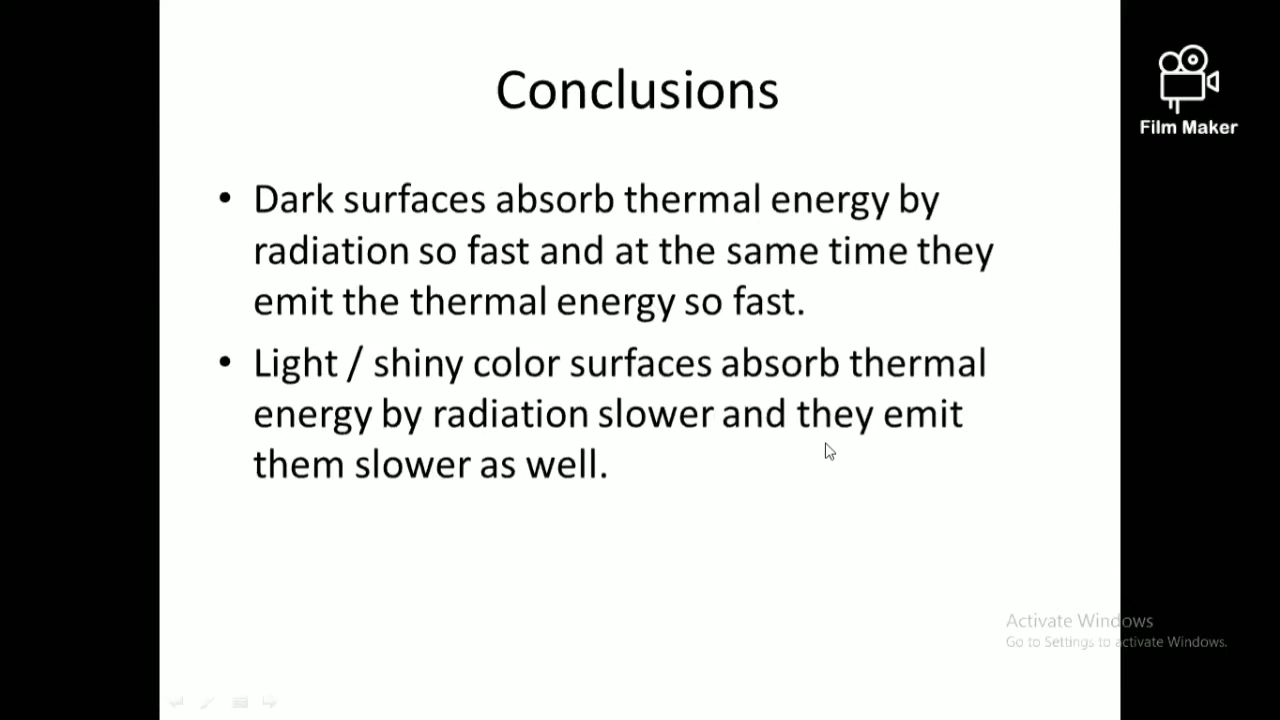 Conclusions
Film Maker
• Dark surfaces absorb thermal energy by
radiation so fast and at the same time they
emit the thermal energy so fast.
• Light / shiny color surfaces absorb thermal
energy by radiation slower and they emit
them slower as well.
Activate Windows
Go to Settings to activate Windows.